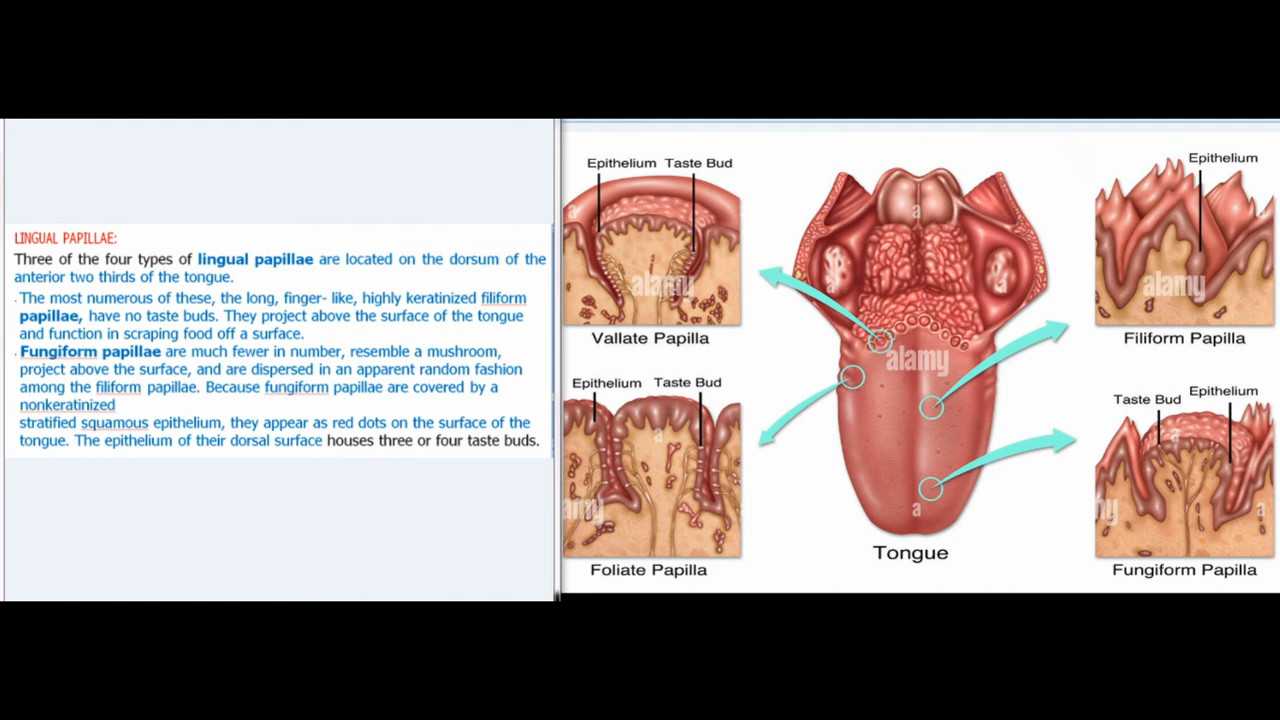 LINGUAL PAPILLAE:
Three of the four types of lingual papillae are located on the dorsum of the
anterior two thirds of the tongue.
. The most numerous of these, the long, finger- like, highly keratinized filiform
papillae, have no taste buds. They project above the surface of the tongue
and function in scraping food off a surface.
. Fungiform papillae are much fewer in number, resemble a mushroom,
project above the surface, and are dispersed in an apparent random fashion
among the filiform papillae. Because fungiform papillae are covered by a
nonkeratinized
stratified squamous epithelium, they appear as red dots on the surface of the
tongue. The epithelium of their dorsal surface houses three or four taste buds.
Epithelium Taste Bud
a
alamy
Vallate Papilla
Epithelium Taste Bud
a
alamy
Foliate Papilla
a
alamy
a
Tongue
Epithelium
alamy
Filiform Papilla
Taste Bud Epithelium
a
Fungiform Papilla